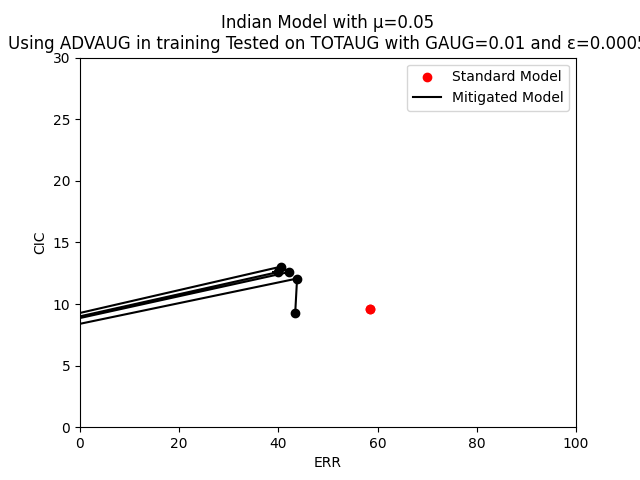 Indian Model with μ=0.05
Using ADVAUG in training Tested on TOTAUG with GAUG=0.01 and ε=0.0005
Standard Model
Mitigated Model
30
25
20
15
10
5
0
CIC
0 20 40 60 80 100
ERR